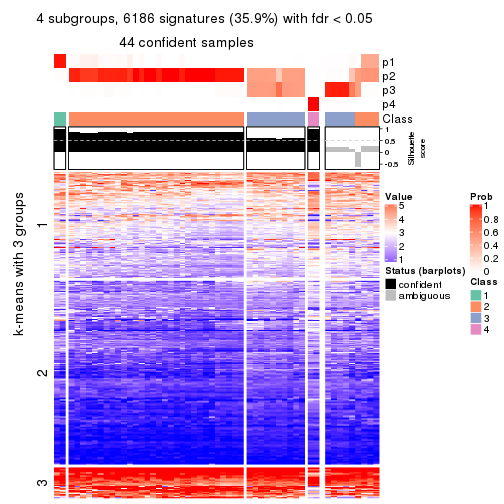 4 subgroups, 6186 signatures (35.9%) with fdr < 0.05
44 confident samples
p1
p2
p3
p4
Class
1
0.5
0
-0.5
Silhouette
score
k-means with 3 groups
1
2
3
Value
5
4
3
2
1
Status (barplots)
confident
ambiguous
Prob
1
0.8
0.6
0.4
0.2
0
Class
1
2
3
4